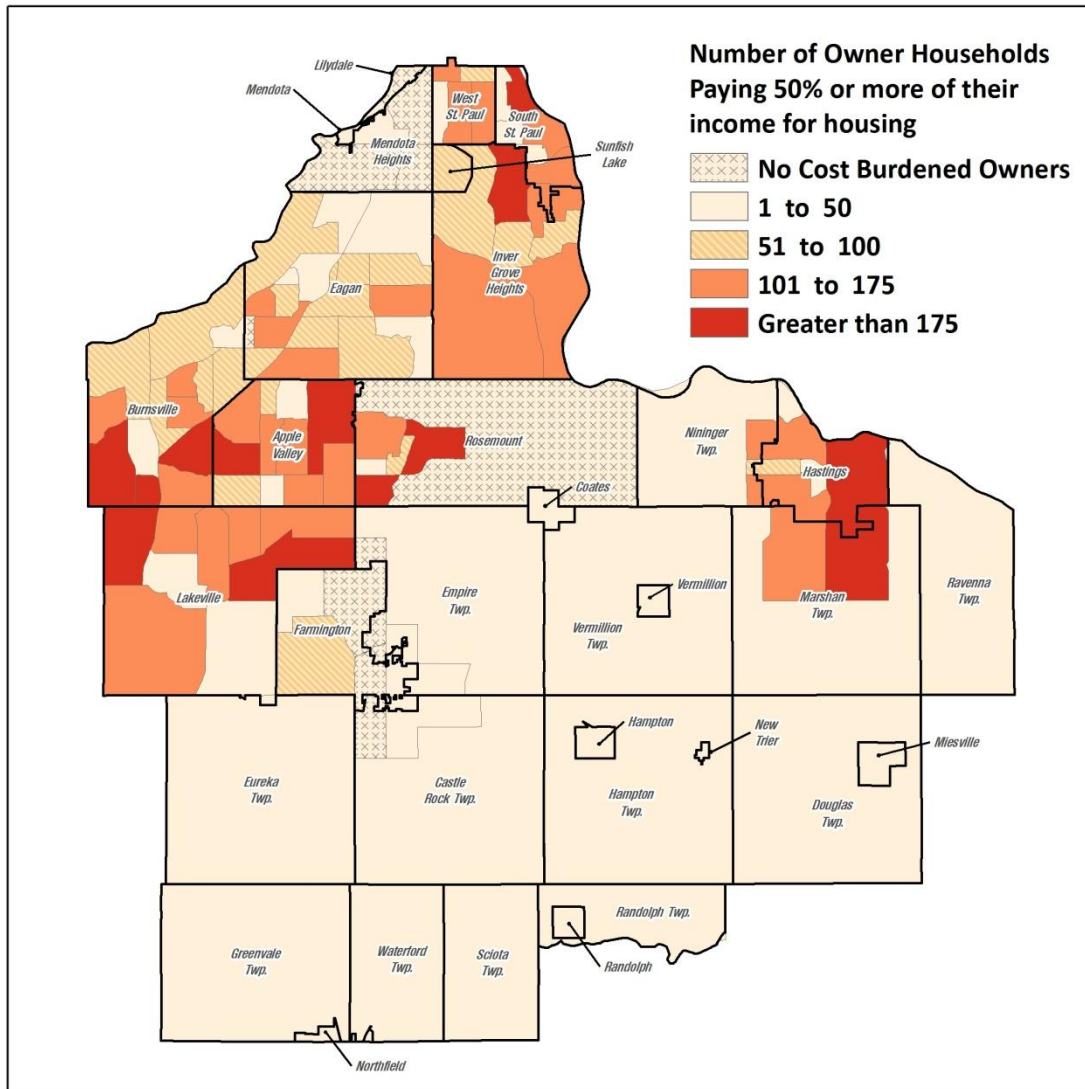 Number of Owner Households
Paying 50% or more of their
income for housing
No Cost Burdened Owners
1 to 50
51 to 100
101 to 175
Greater than 175
Lilydale
Mendota
Mendota
Heights
West
St. Paul
South
St. Paul
Sunfish
Lake
Inver
Grove
Heights
Eagan
Burnsville
Apple
Valley
Rosemount
Coates
Nininger
Twp.
Hastings
Lakeville
Farmington
Empire
Twp.
Vermillion
Vermillion
Twp.
Marshan
Twp.
Ravenna
Twp.
Eureka
Twp.
Castle
Rock Twp.
Hampton
Hampton
Twp.
New
Trier
Miesville
Douglas
Twp.
Greenvale
Twp.
Waterford
Twp.
Sciota
Twp.
Randolph Twp.
Randolph
Northfield